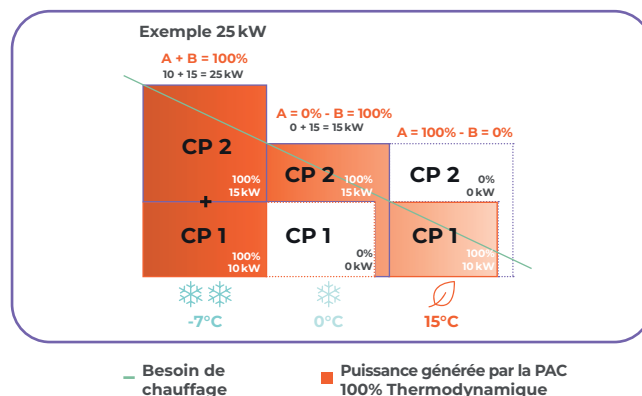 Exemple 25 kW
A + B = 100%
10 + 15 = 25 kW
A = 0% - B = 100%
0 + 15 = 15 kW
A = 100% - B = 0%
CP 2
100%
15 kW
CP 2
100%
15 kW
CP 2
0%
0 kW
+
CP 1
100%
10 kW
CP 1
0%
0 kW
CP 1
100%
10 kW
-7°C
0°C
15°C
Besoin de
chauffage
Puissance générée par la PAC
100% Thermodynamique